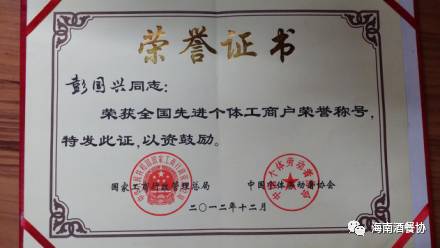 荣誉证书
彭国兴同志：
荣获全国先进个体工商户荣誉称号，
特发此证，以资鼓励。
国家工商行政管理总局
中国个体劳动者协会
二〇一二年十二月
海南酒餐协